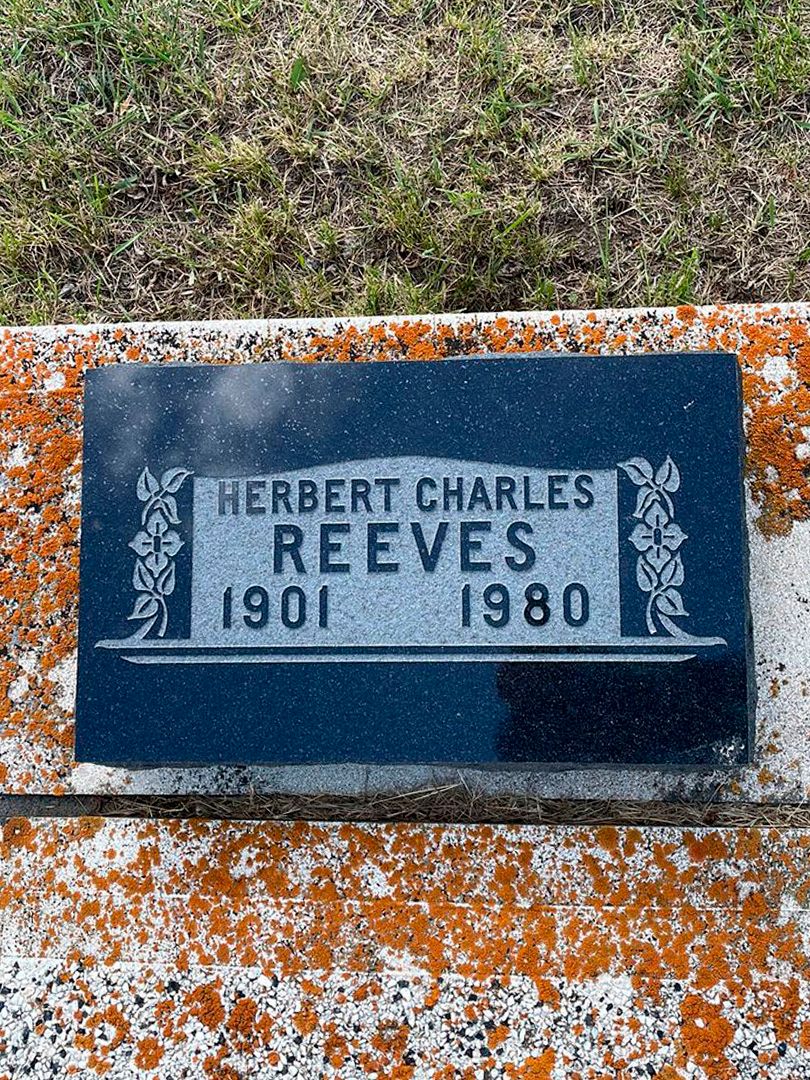 HERBERT CHARLES
REEVES
1901 1980